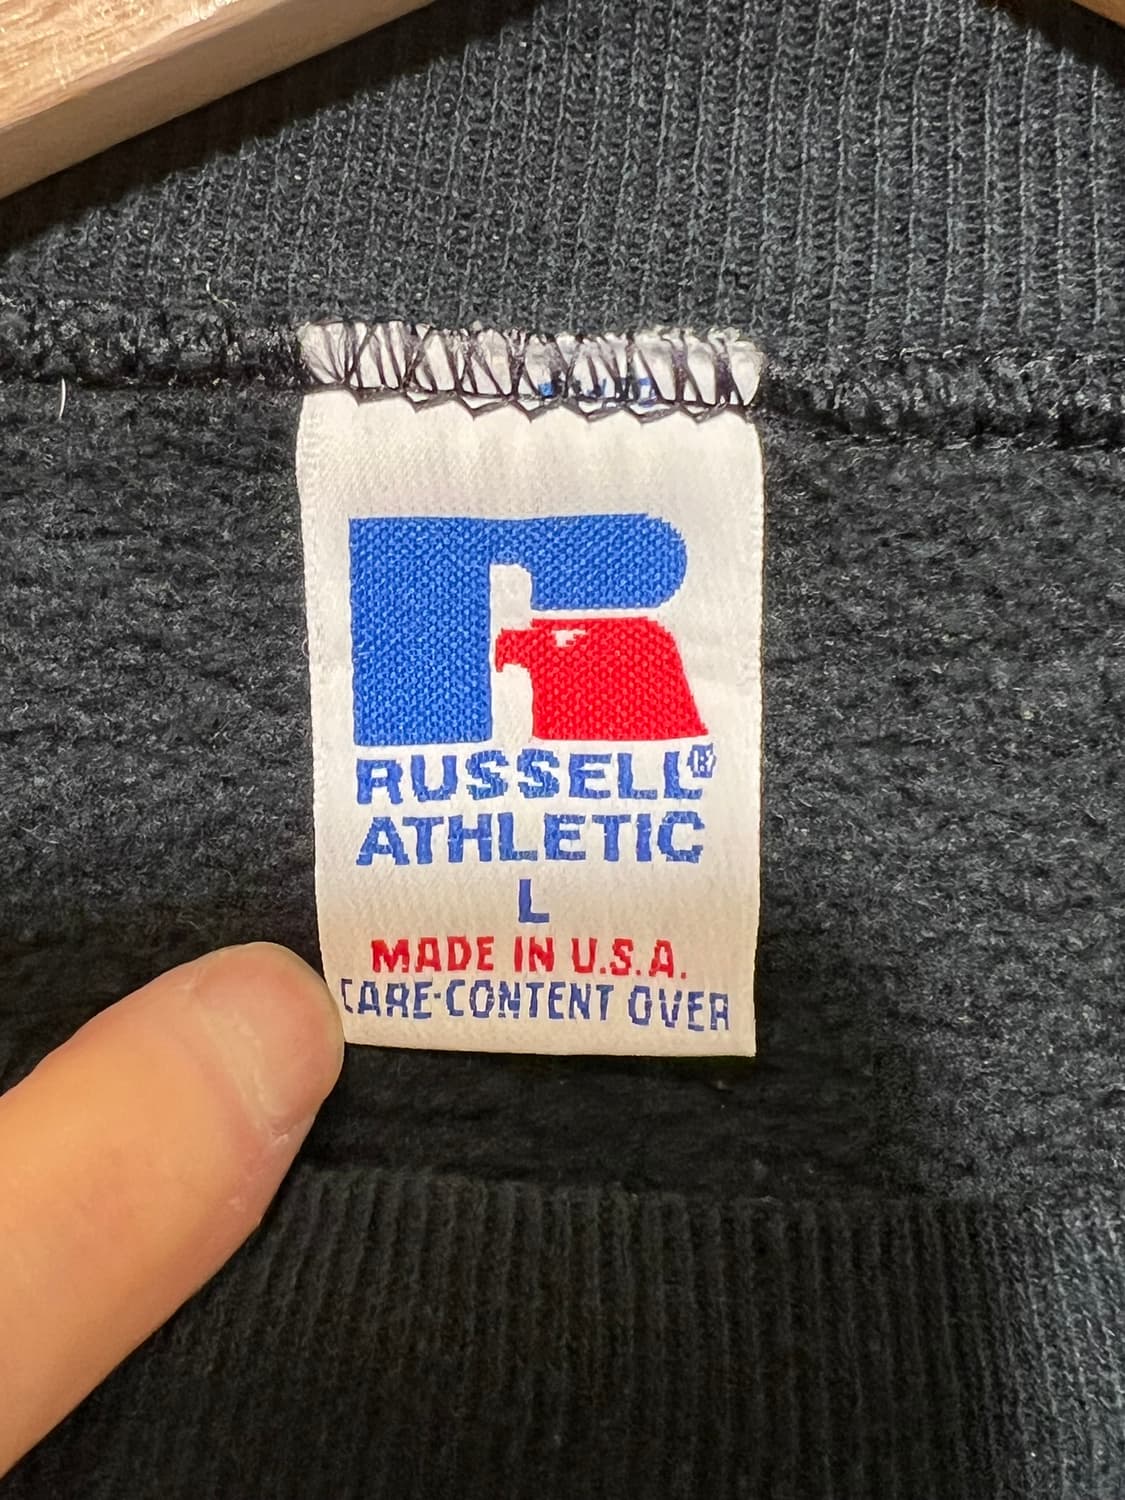 RUSSELL®
ATHLETIC
L
MADE IN U.S.A.
CARE-CONTENT OVER